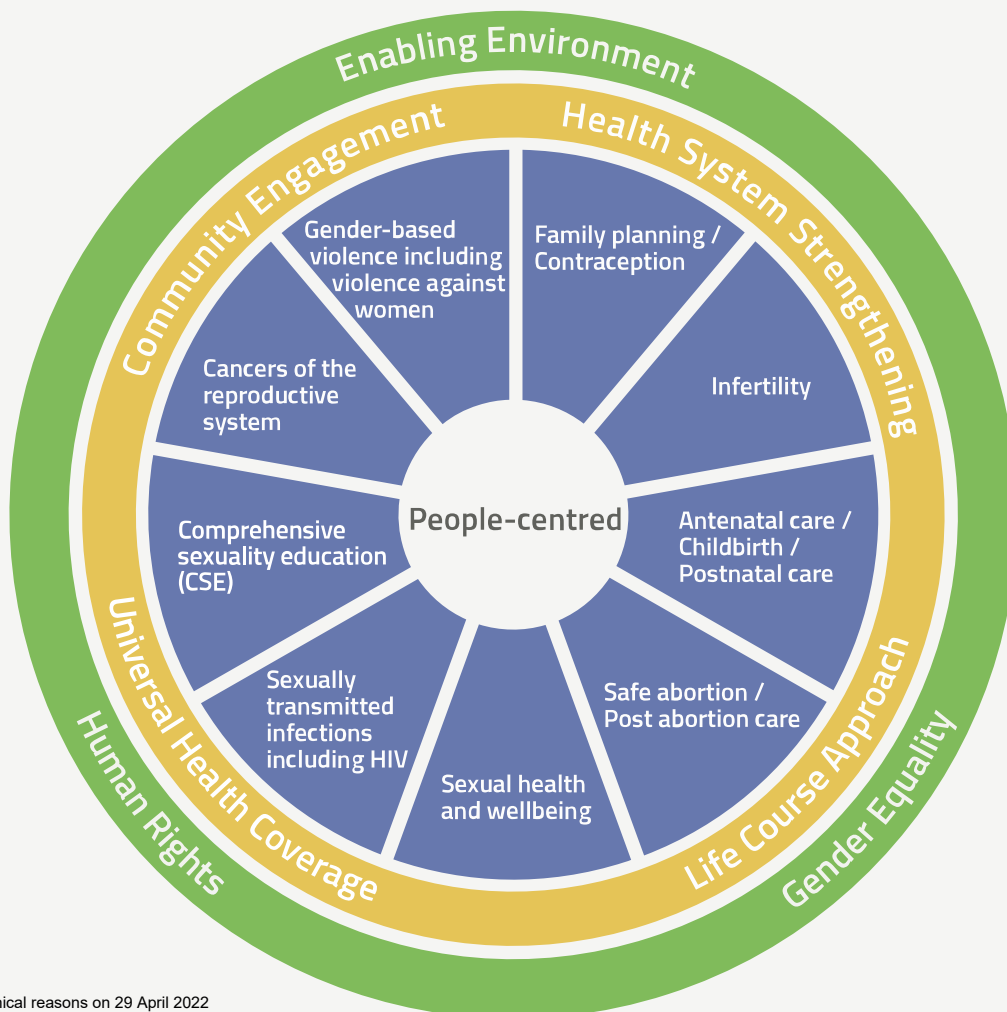 Enabling Environment
Community Engagement
Health System Strengthening
Gender-based
violence including
violence against
women
Family planning /
Contraception
Cancers of the
reproductive
system
Infertility
People-centred
Comprehensive
sexuality education
(CSE)
Antenatal care /
Childbirth /
Postnatal care
Sexually
transmitted
infections
including HIV
Safe abortion /
Post abortion care
Sexual health
and wellbeing
Universal Health Coverage
Life Course Approach
Human Rights
Gender Equality
nical reasons on 29 April 2022